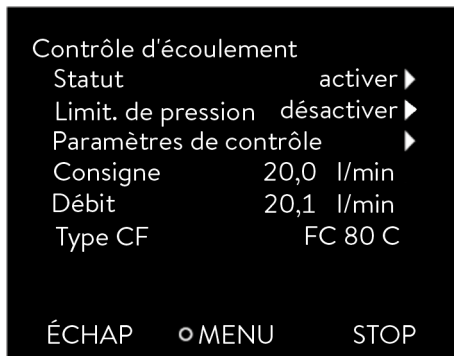 Contrôle d'écoulement
Statut activer
Limit. de pression désactiver
Paramètres de contrôle
Consigne 20,0 l/min
Débit 20,1 l/min
Type CF FC 80 C
ÉCHAP MENU STOP